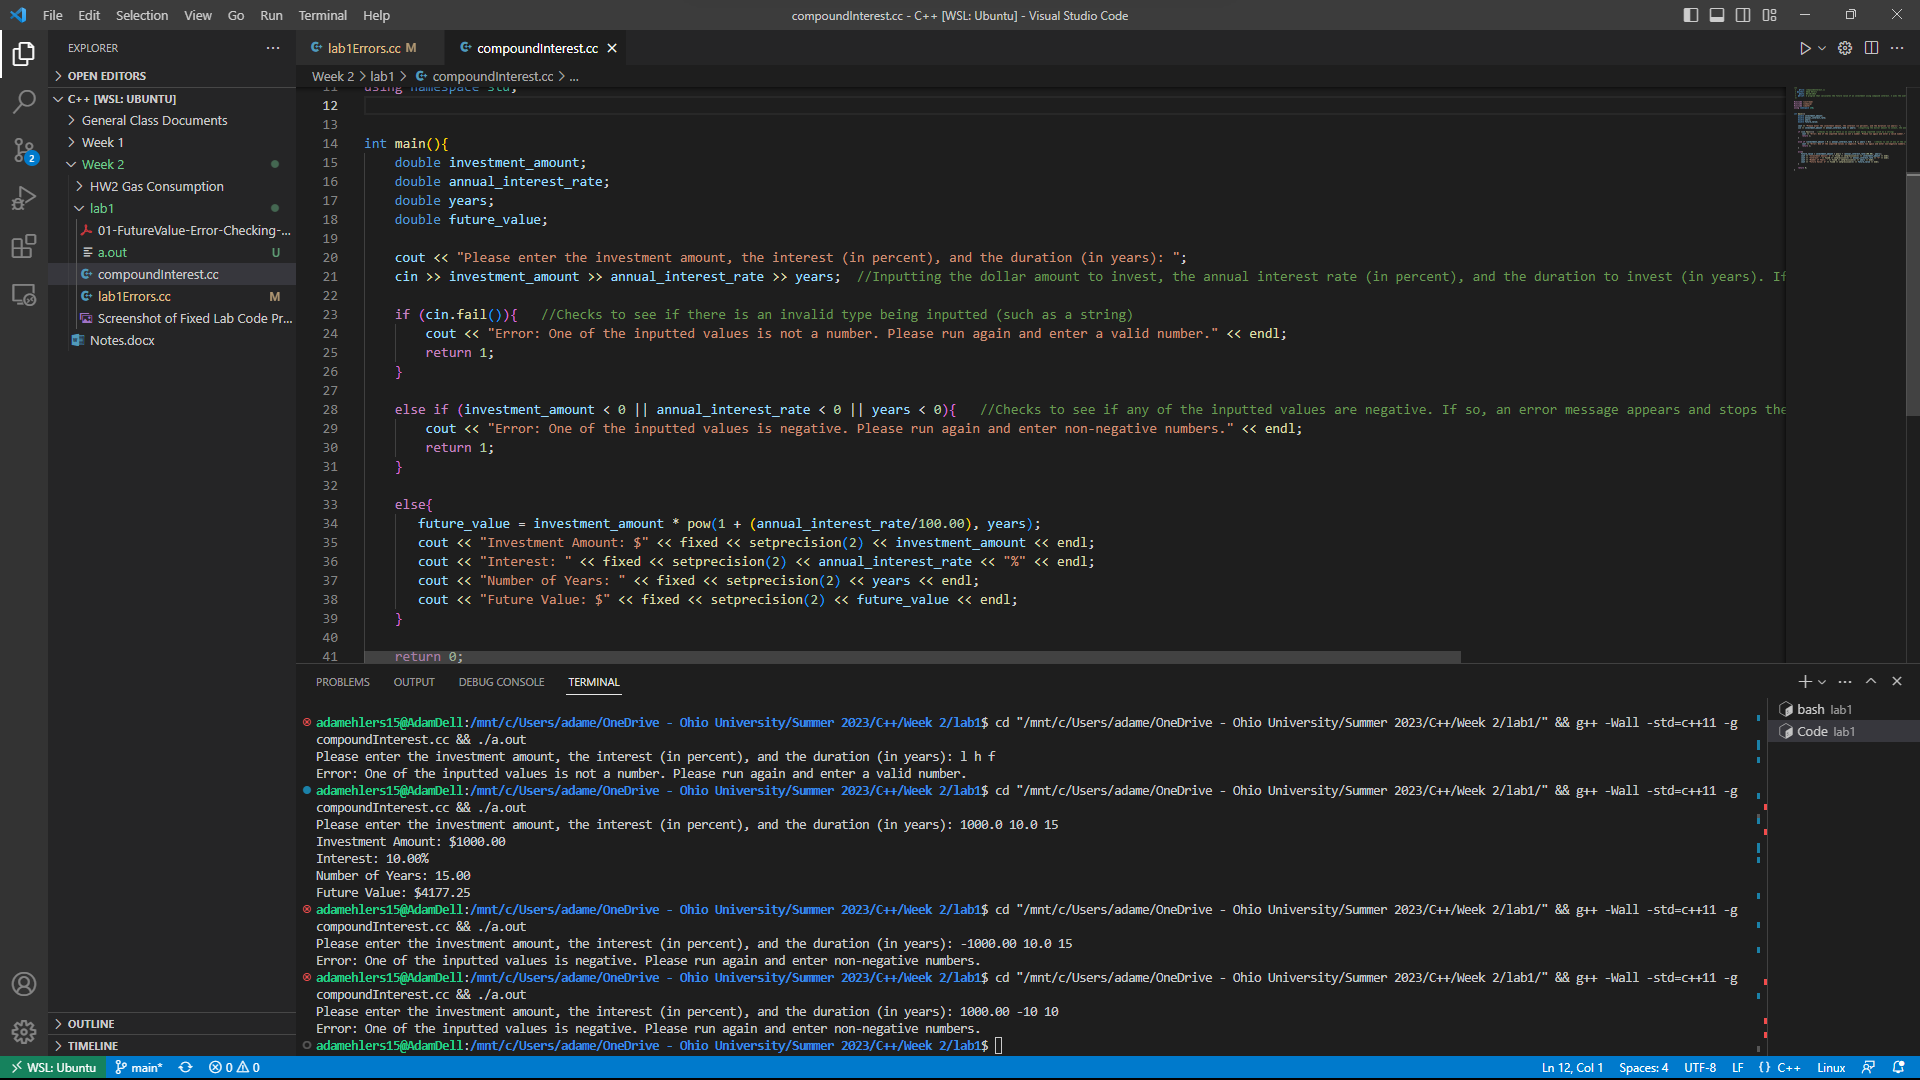 File Edit Selection View Go Run Terminal Help
compoundInterest.cc - C++ [WSL: Ubuntu] - Visual Studio Code
EXPLORER
OPEN EDITORS
C++ [WSL: UBUNTU]
General Class Documents
Week 1
Week 2
HW2 Gas Consumption
lab1
01-FutureValue-Error-Checking-...
a.out U
compoundInterest.cc
lab1Errors.cc M
Screenshot of Fixed Lab Code Pr...
Notes.docx
OUTLINE
TIMELINE
2
lab1Errors.cc M
compoundInterest.cc
Week 2 > lab1 > compoundInterest.cc > ...
11 using namespace std;
12
13
14 int main(){
15 double investment_amount;
16 double annual_interest_rate;
17 double years;
18 double future_value;
19
20 cout << "Please enter the investment amount, the interest (in percent), and the duration (in years): ";
21 cin >> investment_amount >> annual_interest_rate >> years; //Inputting the dollar amount to invest, the annual interest rate (in percent), and the duration to invest (in years). If
22
23 if (cin.fail()){ //Checks to see if there is an invalid type being inputted (such as a string)
24 cout << "Error: One of the inputted values is not a number. Please run again and enter a valid number." << endl;
25 return 1;
26 }
27
28 else if (investment_amount < 0 || annual_interest_rate < 0 || years < 0){ //Checks to see if any of the inputted values are negative. If so, an error message appears and stops the
29 cout << "Error: One of the inputted values is negative. Please run again and enter non-negative numbers." << endl;
30 return 1;
31 }
32
33 else{
34 future_value = investment_amount * pow(1 + (annual_interest_rate/100.00), years);
35 cout << "Investment Amount: $" << fixed << setprecision(2) << investment_amount << endl;
36 cout << "Interest: " << fixed << setprecision(2) << annual_interest_rate << "%" << endl;
37 cout << "Number of Years: " << fixed << setprecision(2) << years << endl;
38 cout << "Future Value: $" << fixed << setprecision(2) << future_value << endl;
39 }
40
41 return 0;
PROBLEMS OUTPUT DEBUG CONSOLE TERMINAL
adamehlers15@AdamDell:/mnt/c/Users/adame/OneDrive - Ohio University/Summer 2023/C++/Week 2/lab1$ cd "/mnt/c/Users/adame/OneDrive - Ohio University/Summer 2023/C++/Week 2/lab1/" && g++ -Wall -std=c++11 -g
compoundInterest.cc && ./a.out
Please enter the investment amount, the interest (in percent), and the duration (in years): l h f
Error: One of the inputted values is not a number. Please run again and enter a valid number.
adamehlers15@AdamDell:/mnt/c/Users/adame/OneDrive - Ohio University/Summer 2023/C++/Week 2/lab1$ cd "/mnt/c/Users/adame/OneDrive - Ohio University/Summer 2023/C++/Week 2/lab1/" && g++ -Wall -std=c++11 -g
compoundInterest.cc && ./a.out
Please enter the investment amount, the interest (in percent), and the duration (in years): 1000.0 10.0 15
Investment Amount: $1000.00
Interest: 10.00%
Number of Years: 15.00
Future Value: $4177.25
adamehlers15@AdamDell:/mnt/c/Users/adame/OneDrive - Ohio University/Summer 2023/C++/Week 2/lab1$ cd "/mnt/c/Users/adame/OneDrive - Ohio University/Summer 2023/C++/Week 2/lab1/" && g++ -Wall -std=c++11 -g
compoundInterest.cc && ./a.out
Please enter the investment amount, the interest (in percent), and the duration (in years): -1000.00 10.0 15
Error: One of the inputted values is negative. Please run again and enter non-negative numbers.
adamehlers15@AdamDell:/mnt/c/Users/adame/OneDrive - Ohio University/Summer 2023/C++/Week 2/lab1$ cd "/mnt/c/Users/adame/OneDrive - Ohio University/Summer 2023/C++/Week 2/lab1/" && g++ -Wall -std=c++11 -g
compoundInterest.cc && ./a.out
Please enter the investment amount, the interest (in percent), and the duration (in years): 1000.00 -10 10
Error: One of the inputted values is negative. Please run again and enter non-negative numbers.
adamehlers15@AdamDell:/mnt/c/Users/adame/OneDrive - Ohio University/Summer 2023/C++/Week 2/lab1$
bash lab1
Code lab1
WSL: Ubuntu main* 0 0
Ln 12, Col 1 Spaces: 4 UTF-8 LF {} C++ Linux